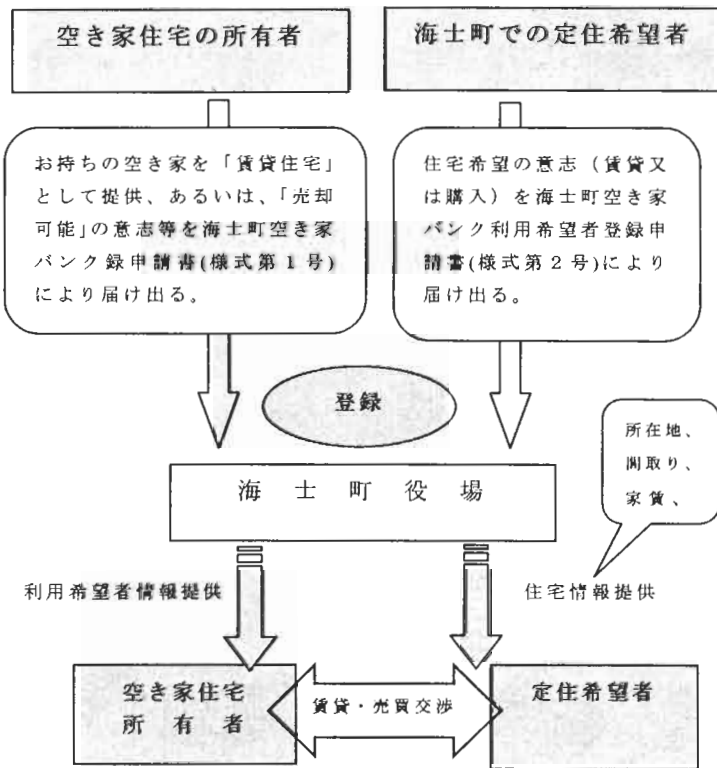 空き家住宅の所有者
海士町での定住希望者
お持ちの空き家を「賃貸住宅」
として提供、あるいは、「売却
可能」の意志等を海士町空き家
バンク録申請書(様式第1号)
により届け出る。
住宅希望の意志（賃貸又
は購入）を海士町空き家
バンク利用希望者登録申
請書(様式第2号)により
届け出る。
登録
所在地、
間取り、
家賃、
海士町役場
利用希望者情報提供
住宅情報提供
空き家住宅
所有者
賃貸・売買交渉
定住希望者